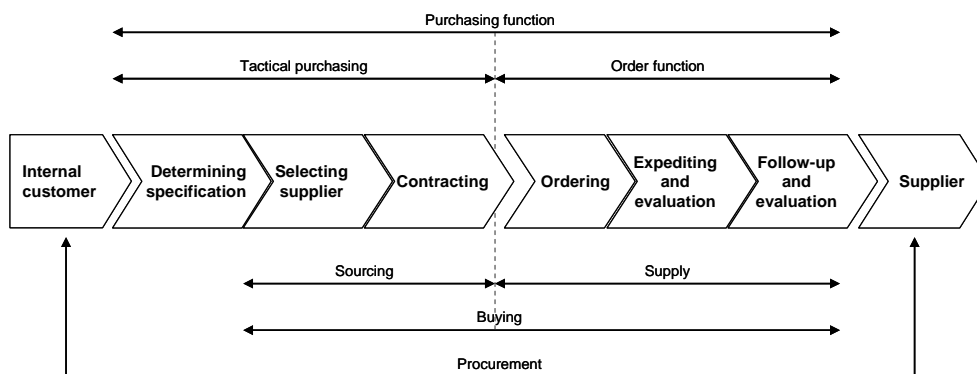 Purchasing function
Tactical purchasing
Order function
Internal
customer
Determining
specification
Selecting
supplier
Contracting
Ordering
Expediting
and
evaluation
Follow-up
and
evaluation
Supplier
Sourcing
Supply
Buying
Procurement